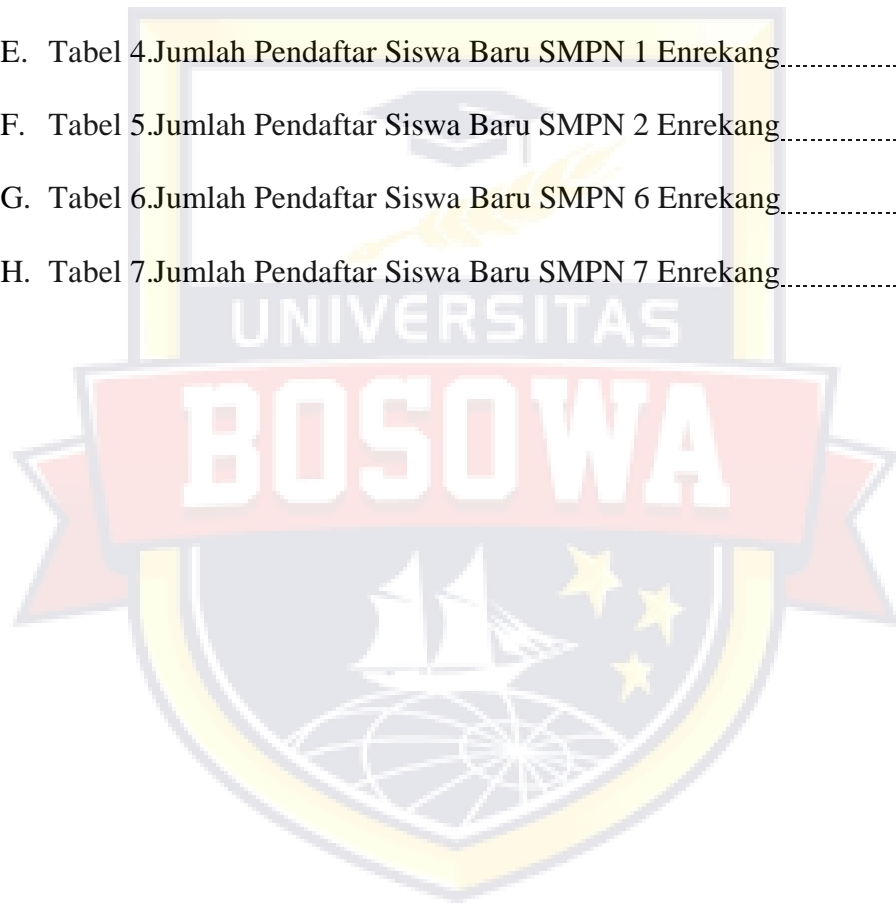 E. Tabel 4.Jumlah Pendaftar Siswa Baru SMPN 1 Enrekang
F. Tabel 5.Jumlah Pendaftar Siswa Baru SMPN 2 Enrekang
G. Tabel 6.Jumlah Pendaftar Siswa Baru SMPN 6 Enrekang
H. Tabel 7.Jumlah Pendaftar Siswa Baru SMPN 7 Enrekang
UNIVERSITAS
BOSOWA